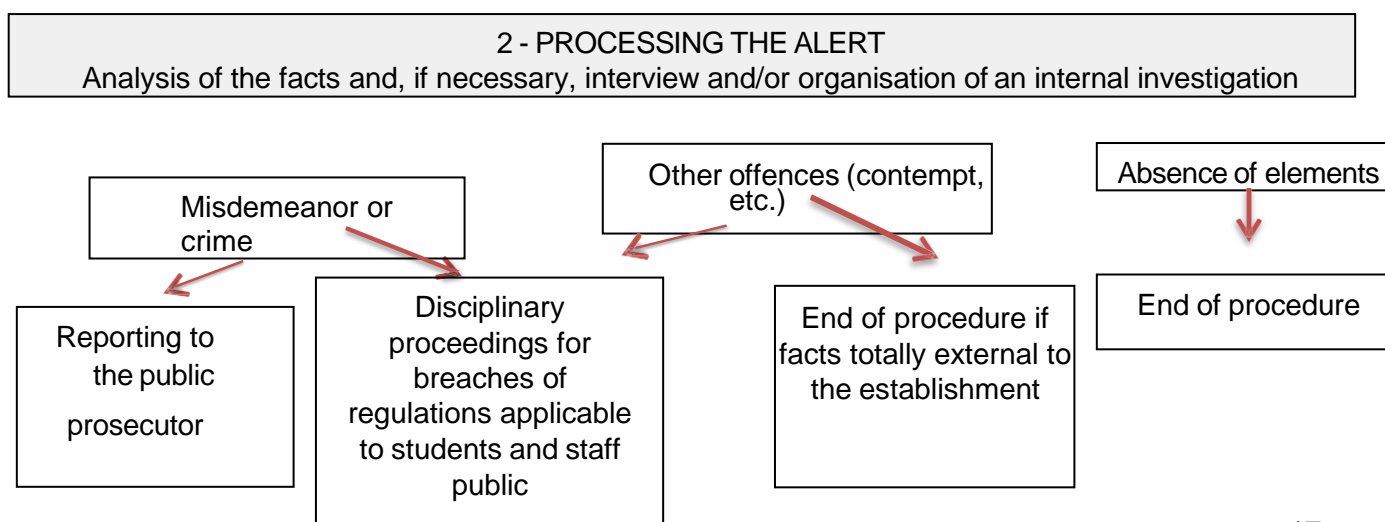 2 - PROCESSING THE ALERT
Analysis of the facts and, if necessary, interview and/or organisation of an internal investigation
Misdemeanor or
crime
Other offences (contempt,
etc.)
Absence of elements
Reporting to
the public
prosecutor
Disciplinary
proceedings for
breaches of
regulations applicable
to students and staff
public
End of procedure if
facts totally external to
the establishment
End of procedure